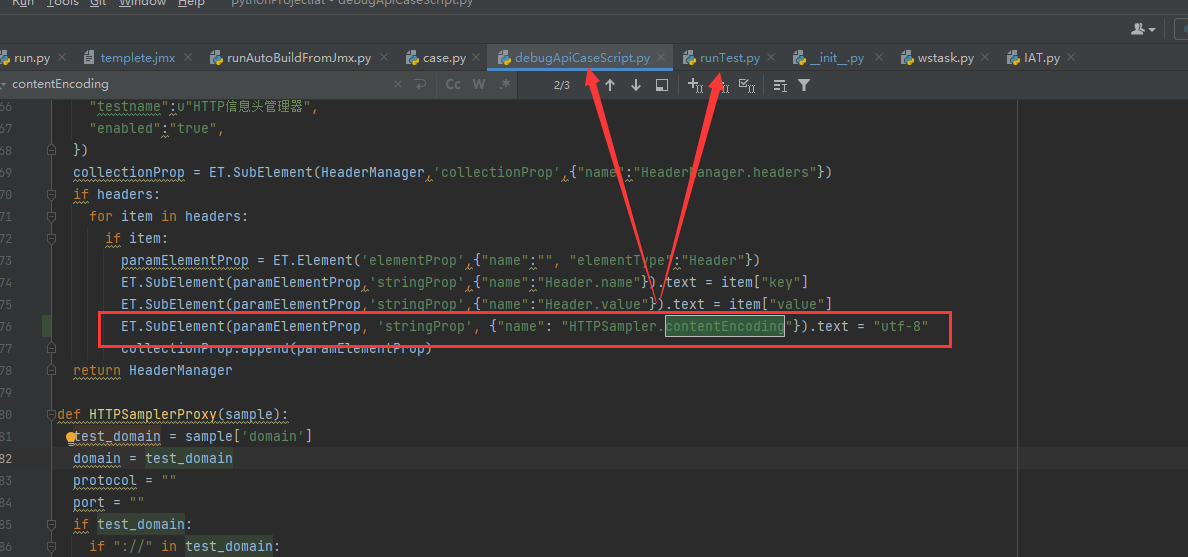 Run Tools Git Window Help pythonProjectlat - debugApiCaseScript.py
run.py templete.jmx runAutoBuildFromJmx.py case.py debugApiCaseScript.py runTest.py __init__.py wstask.py IAT.py
contentEncoding Cc W .* 2/3
66 "testname":u"HTTP信息头管理器",
67 "enabled":"true",
68 })
69 collectionProp = ET.SubElement(HeaderManager,'collectionProp',{"name":"HeaderManager.headers"})
70 if headers:
71 for item in headers:
72 if item:
73 paramElementProp = ET.Element('elementProp',{"name":"", "elementType":"Header"})
74 ET.SubElement(paramElementProp,'stringProp',{"name":"Header.name"}).text = item["key"]
75 ET.SubElement(paramElementProp,'stringProp',{"name":"Header.value"}).text = item["value"]
76 ET.SubElement(paramElementProp, 'stringProp', {"name": "HTTPSampler.contentEncoding"}).text = "utf-8"
77 collectionProp.append(paramElementProp)
78 return HeaderManager
79
80 def HTTPSamplerProxy(sample):
81 test_domain = sample['domain']
82 domain = test_domain
83 protocol = ""
84 port = ""
85 if test_domain:
86 if "://" in test_domain: